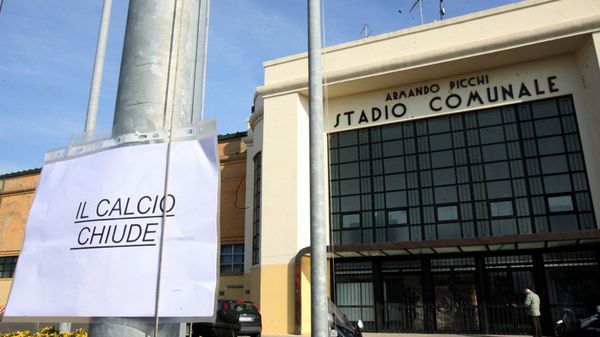 IL CALCIO
CHIUDE
ARMANDO PICCHI
STADIO COMUNALE